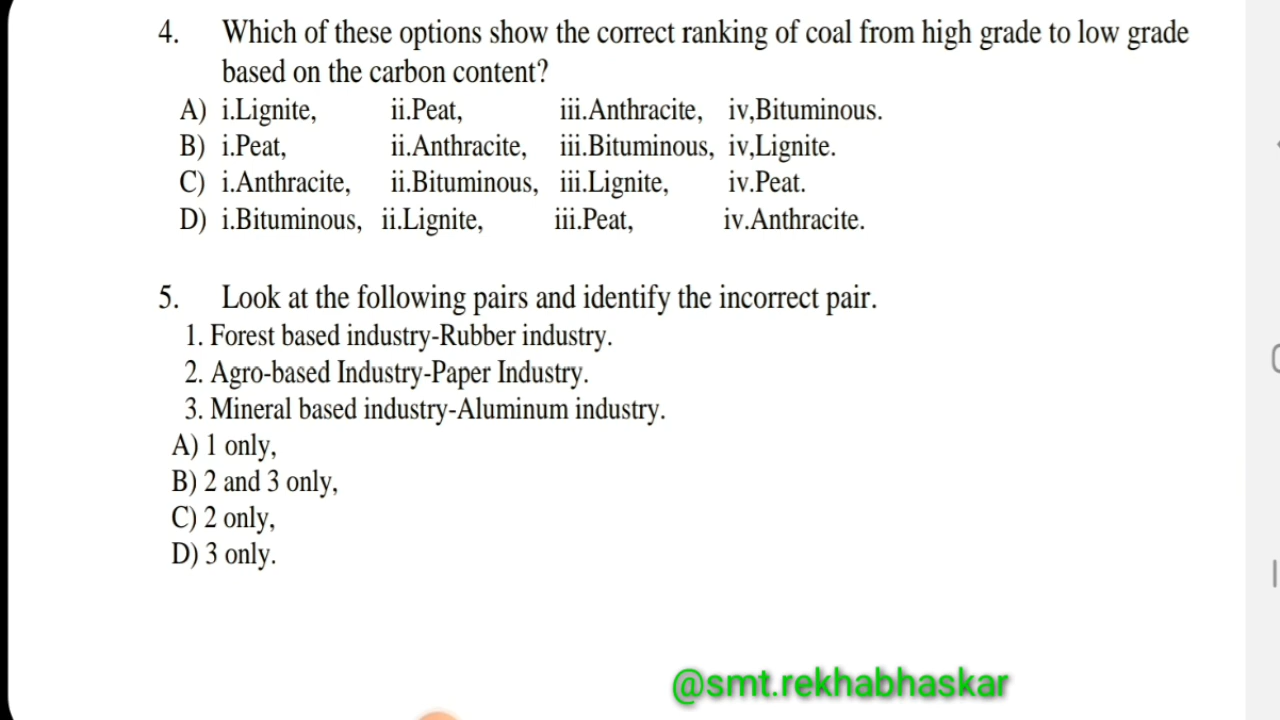 4. Which of these options show the correct ranking of coal from high grade to low grade
based on the carbon content?
A) i.Lignite, ii.Peat, iii.Anthracite, iv,Bituminous.
B) i.Peat, ii.Anthracite, iii.Bituminous, iv,Lignite.
C) i.Anthracite, ii.Bituminous, iii.Lignite, iv.Peat.
D) i.Bituminous, ii.Lignite, iii.Peat, iv.Anthracite.
5. Look at the following pairs and identify the incorrect pair.
1. Forest based industry-Rubber industry.
2. Agro-based Industry-Paper Industry.
3. Mineral based industry-Aluminum industry.
A) 1 only,
B) 2 and 3 only,
C) 2 only,
D) 3 only.
@smt.rekhabhaskar